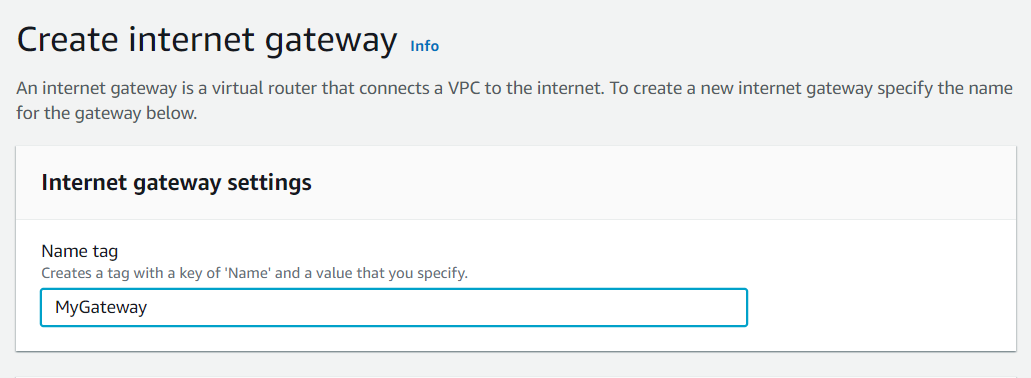 Create internet gateway Info
An internet gateway is a virtual router that connects a VPC to the internet. To create a new internet gateway specify the name
for the gateway below.
Internet gateway settings
Name tag
Creates a tag with a key of 'Name' and a value that you specify.
MyGateway